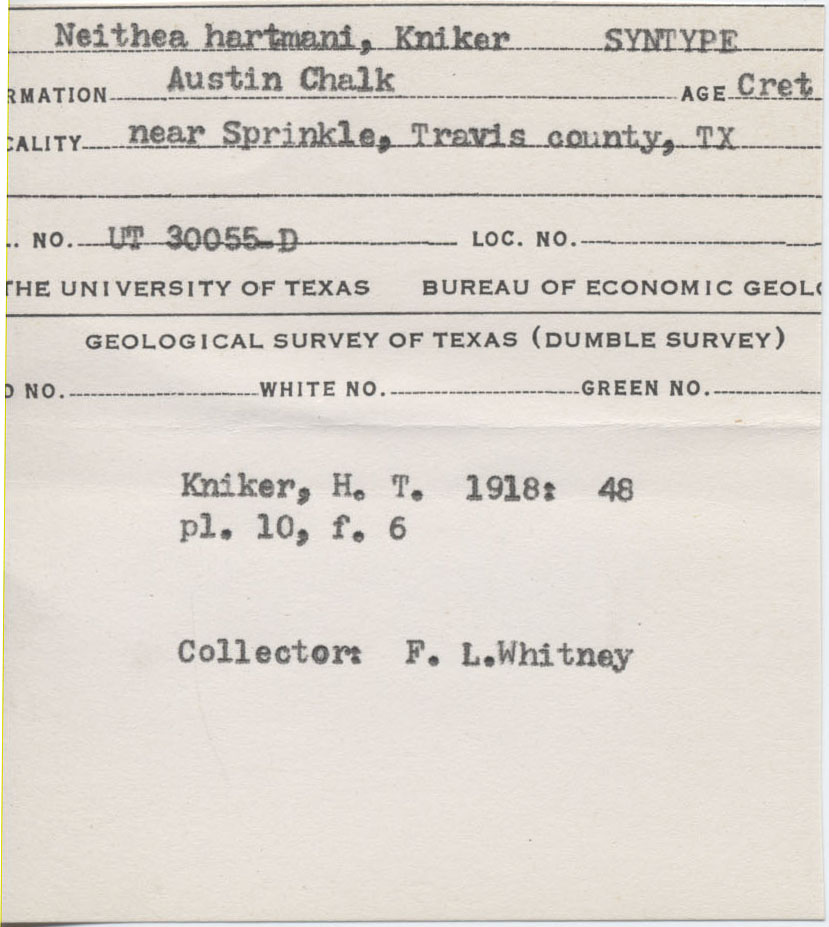 Neithea hartmani, Kniker SYNTYPE
RMATION Austin Chalk AGE Cret
CALITY near Sprinkle, Travis county, TX
. NO. UT 30055-D LOC. NO.
THE UNIVERSITY OF TEXAS BUREAU OF ECONOMIC GEOLO
GEOLOGICAL SURVEY OF TEXAS (DUMBLE SURVEY)
D NO. WHITE NO. GREEN NO.
Kniker, H. T. 1918: 48
pl. 10, f. 6
Collector: F. L.Whitney